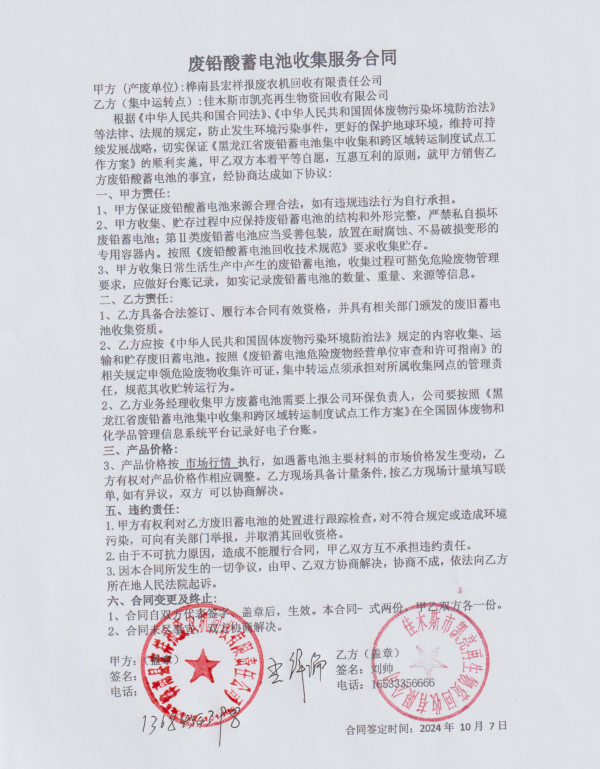 废铅酸蓄电池收集服务合同
甲方 (产废单位): 桦南县宏祥报废农机回收有限责任公司
乙方（集中运转点）: 佳木斯市凯亮再生物资回收有限公司
根据《中华人民共和国合同法》、《中华人民共和国固体废物污染环境防治法》
等法律、法规的规定，防止发生环境污染事件，更好的保护地球环境，维持可持
续发展战略，切实保证《黑龙江省废铅蓄电池集中收集和跨区域转运制度试点工
作方案》的顺利实施，甲乙双方本着平等自愿，互惠互利的原则，就甲方销售乙
方废铅酸蓄电池的事宜，经协商达成如下协议:
一、甲方责任:
1、甲方保证废铅酸蓄电池来源合理合法，如有违规违法行为自行承担。
2、甲方收集、贮存过程中应保持废铅蓄电池的结构和外形完整，严禁私自损坏
废铅蓄电池；第Ⅱ类废铅蓄电池应当妥善包装，放置在耐腐蚀、不易破损变形的
专用容器内。按照《废铅酸蓄电池回收技术规范》要求收集贮存。
3、甲方收集日常生活生产中产生的废铅蓄电池，收集过程可豁免危险废物管理
要求，应做好台账记录，如实记录废铅蓄电池的数量、重量、来源等信息。
二、乙方责任:
1、乙方具备合法签订、履行本合同有效资格，并具有相关部门颁发的废旧蓄电
池收集资质。
2、乙方应按《中华人民共和国固体废物污染环境防治法》规定的内容收集、运
输和贮存废旧蓄电池。按照《废铅蓄电池危险废物经营单位审查和许可指南》的
相关规定申领危险废物收集许可证，集中转运点须承担对所属收集网点的管理责
任，规范其收贮转运行为。
2、乙方业务经理收集甲方废蓄电池需要上报公司环保负责人，公司要按照《黑
龙江省废铅蓄电池集中收集和跨区域转运制度试点工作方案》在全国固体废物和
化学品管理信息系统平台记录好电子台账。
三、产品价格:
3、产品价格按 市场行情 执行，如遇蓄电池主要材料的市场价格发生变动，乙
方有权对产品价格作相应调整。乙方现场具备计量条件, 按乙方现场计量填写联
单, 如有异议，双方 可以协商解决。
五、违约责任:
1. 甲方有权利对乙方废旧蓄电池的处置进行跟踪检查, 对不符合规定或造成环境
污染，可向有关部门举报，并取消其回收资格。
2. 由于不可抗力原因，造成不能履行合同，甲乙双方互不承担违约责任。
3. 因本合同所发生的一切争议，由甲、乙双方协商解决，协商不成，依法向乙方
所在地人民法院起诉。
六、合同变更及终止:
1、合同自双方代表签字、盖章后，生效。本合同一式两份，甲乙双方各一份。
2、合同未尽事宜，双方协商解决。
甲方:（盖章）
签名:
电话:
乙方（盖章）
签名: 刘帅
电话: 16533356666
佳木斯市凯亮再生物资回收有限公司
合同签定时间: 2024 年 10 月 7 日